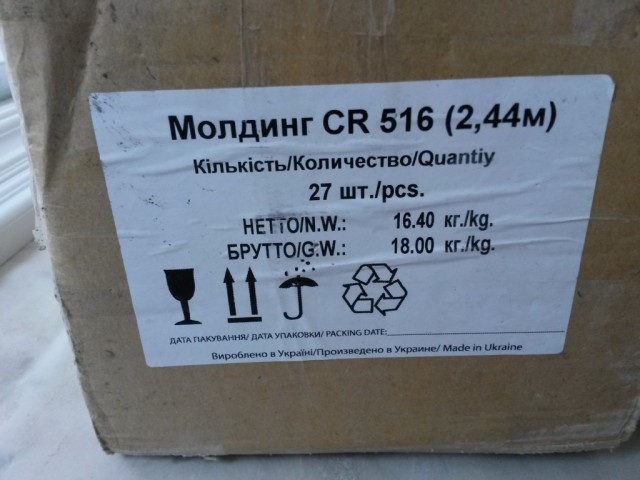 Молдинг CR 516 (2,44м)
Кількість/Количество/Quantiy
27 шт./pcs.
НЕТТО/N.W.: 16.40 кг./kg.
БРУТТО/G.W.: 18.00 кг./kg.
ДАТА ПАКУВАННЯ/ ДАТА УПАКОВКИ/ PACKING DATE:
Вироблено в Україні/Произведено в Украине/ Made in Ukraine